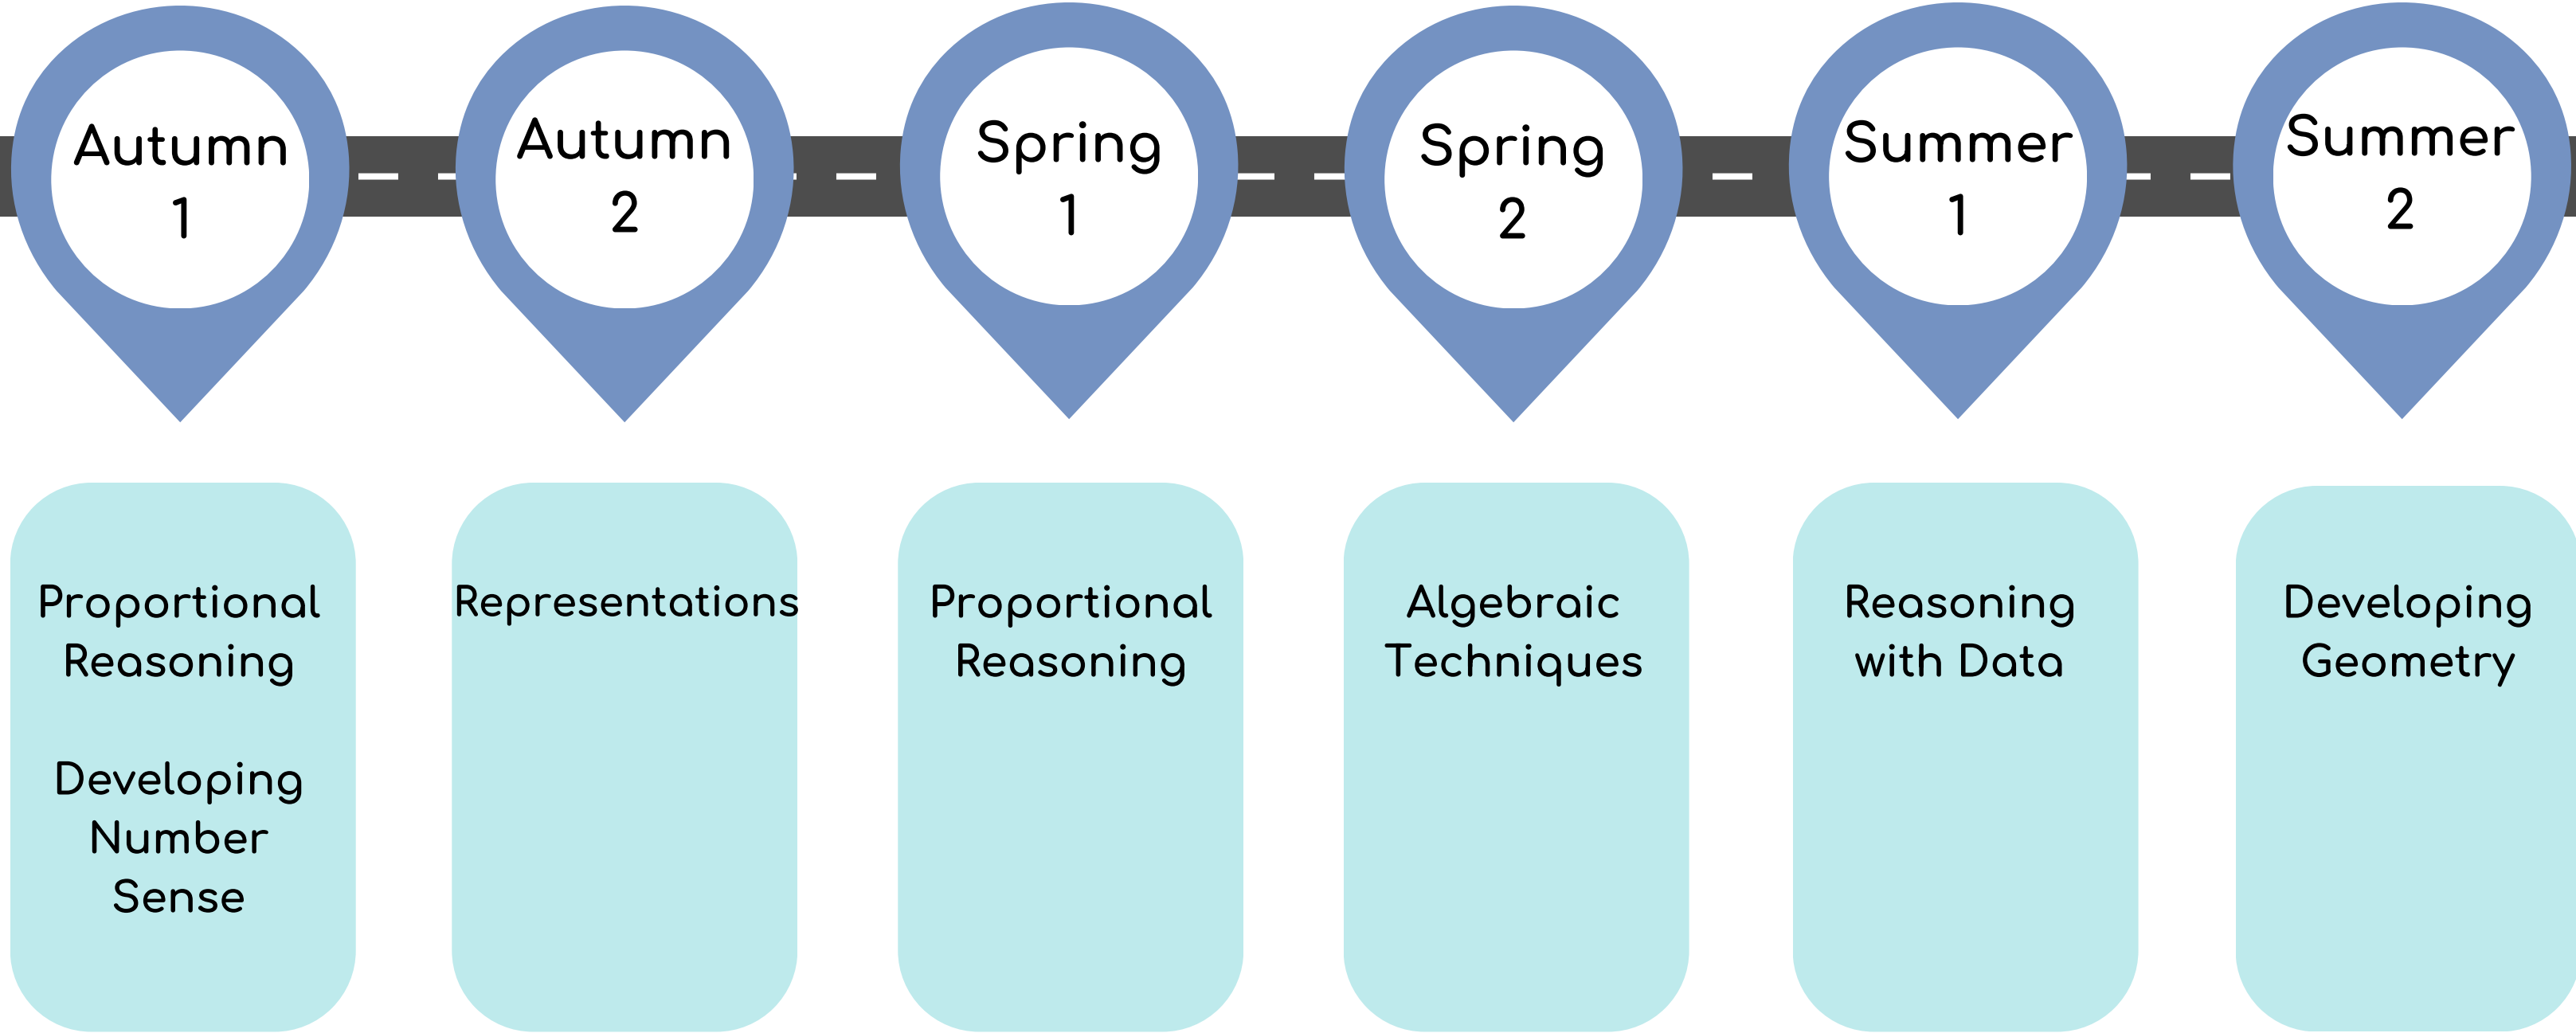 Autumn
1
Autumn
2
Spring
1
Spring
2
Summer
1
Summer
2
Proportional
Reasoning
Developing
Number
Sense
Representations
Proportional
Reasoning
Algebraic
Techniques
Reasoning
with Data
Developing
Geometry